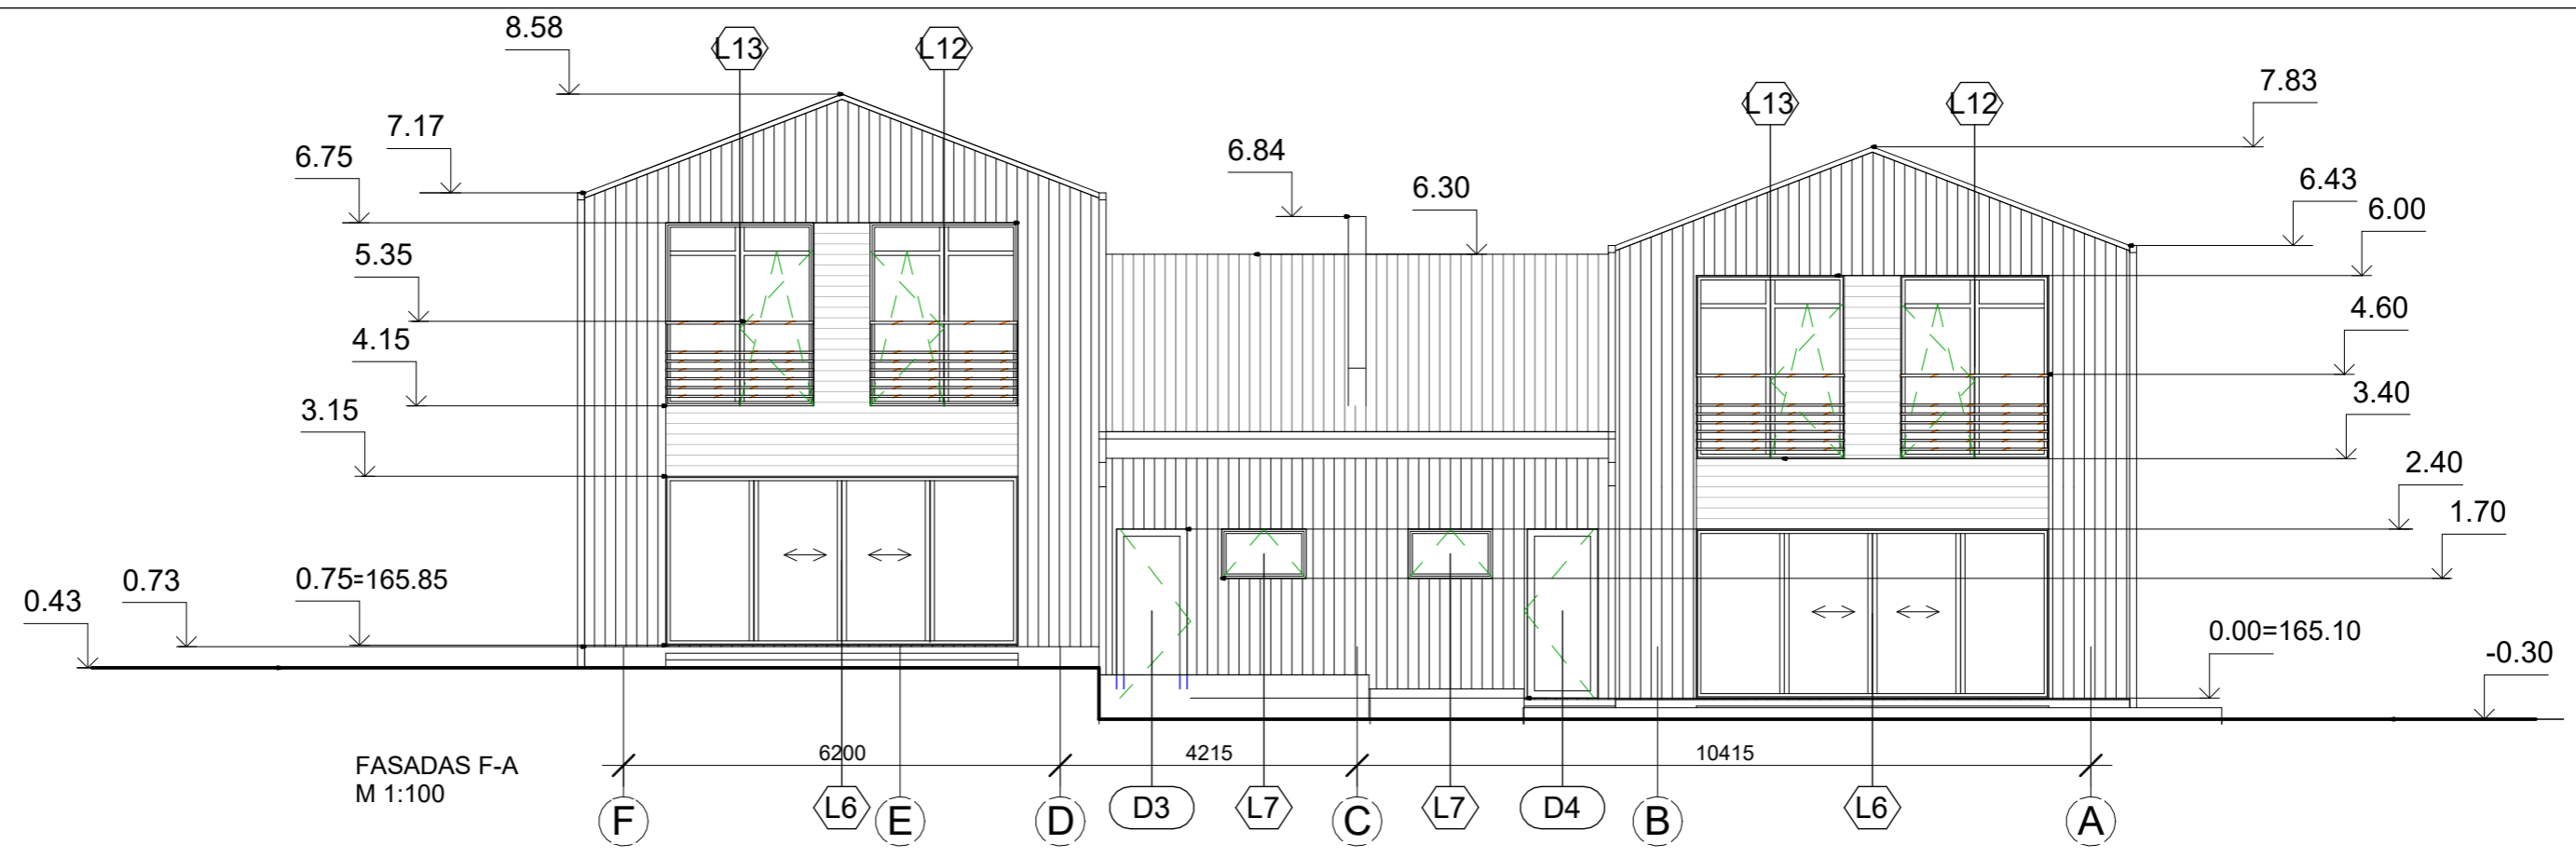 8.58
L13
L12
7.83
7.17
L13
L12
6.75
6.84
6.30
6.43
6.00
5.35
4.60
4.15
3.40
3.15
2.40
1.70
0.43
0.73
0.75=165.85
0.00=165.10
-0.30
6200
4215
10415
FASADAS F-A
M 1:100
F
L6
E
D
D3
L7
C
L7
D4
B
L6
A